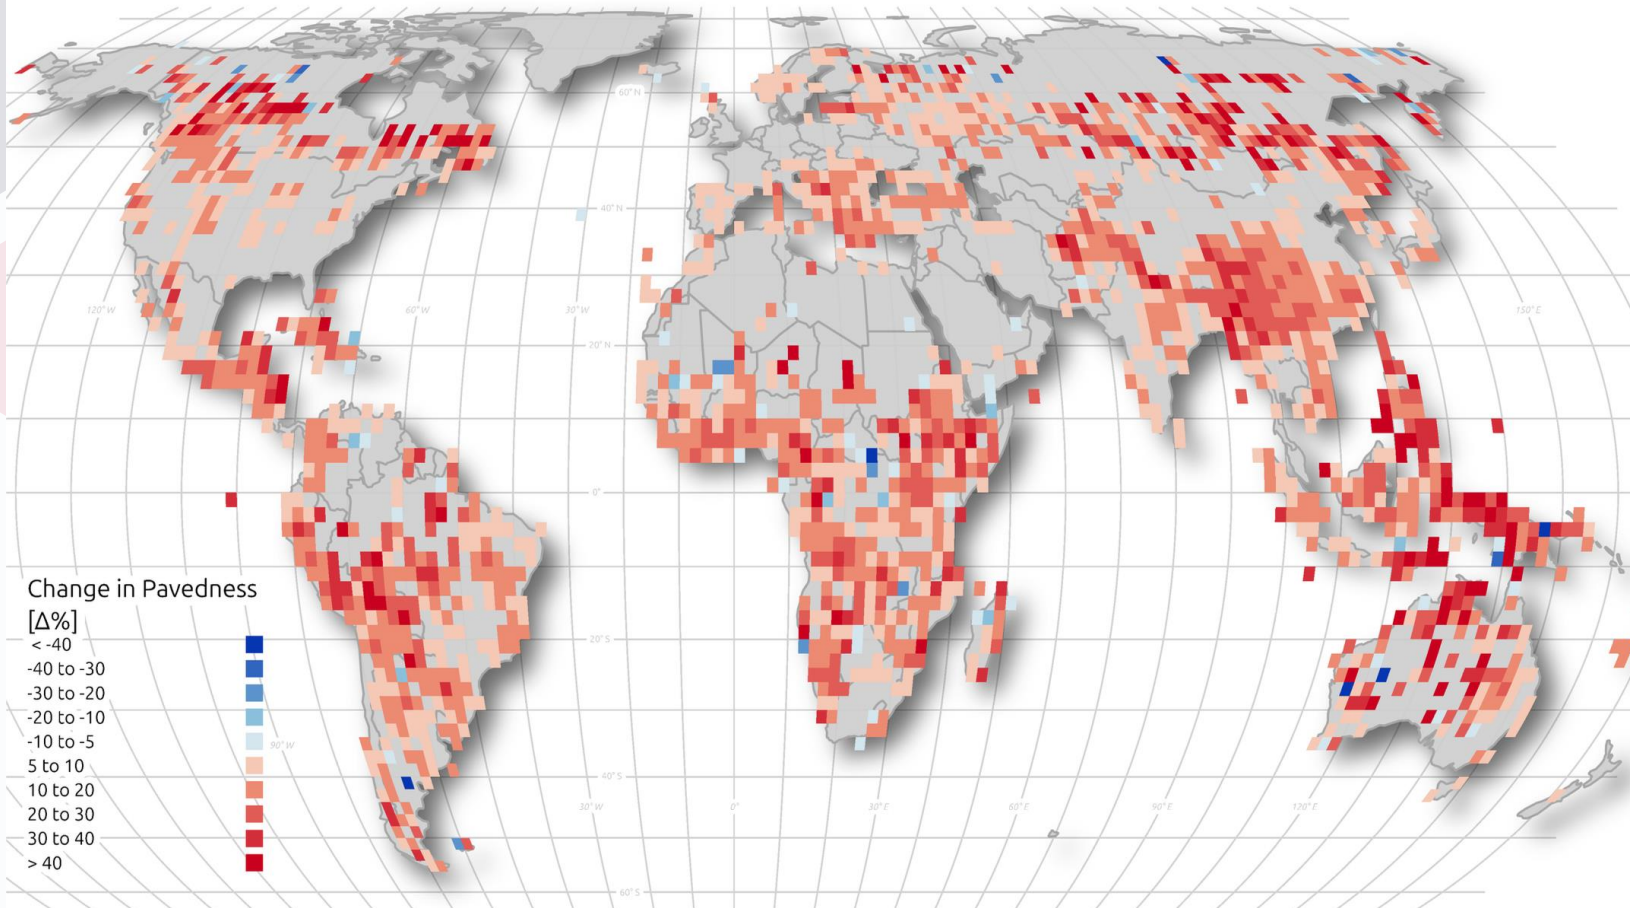 60° N
40° N
120° W
60° W
30° W
150° E
20° N
0°
Change in Pavedness
[Δ%]
< -40
-40 to -30
-30 to -20
-20 to -10
-10 to -5
5 to 10
10 to 20
20 to 30
30 to 40
> 40
20° S
90° W
40° S
30° W
0°
30° E
60° E
90° E
120° E
60° S